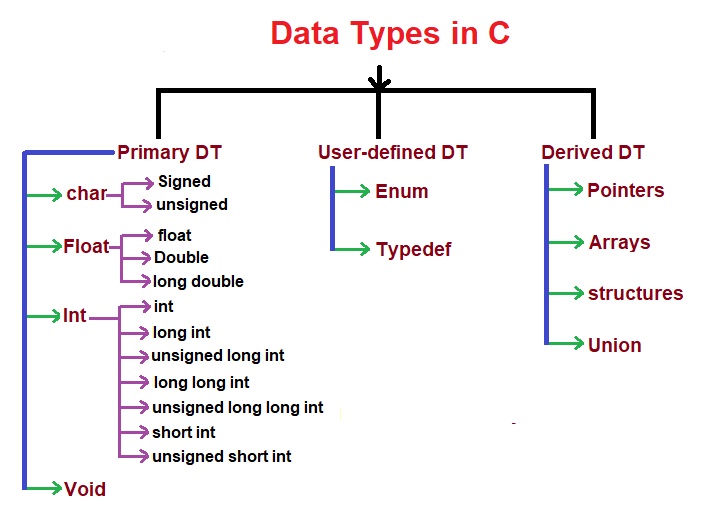 Data Types in C
Primary DT
char
Signed
unsigned
Float
float
Double
long double
Int
int
long int
unsigned long int
long long int
unsigned long long int
short int
unsigned short int
Void
User-defined DT
Enum
Typedef
Derived DT
Pointers
Arrays
structures
Union